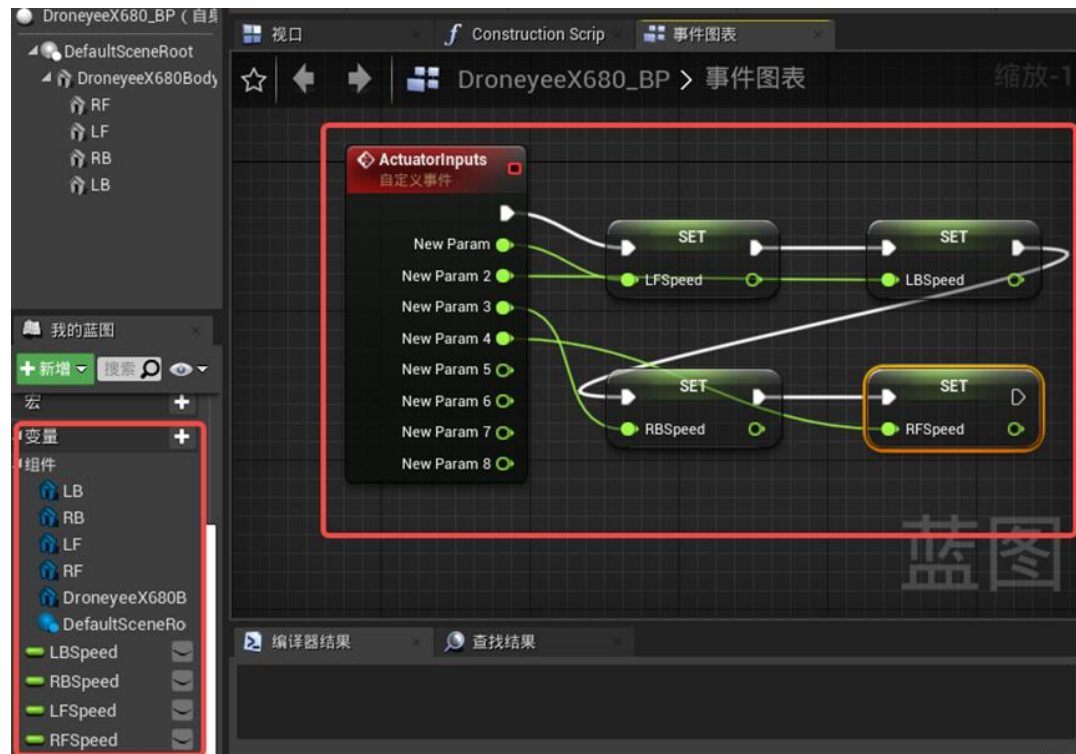 DroneyeeX680_BP（自身
DefaultSceneRoot
DroneyeeX680Body
RF
LF
RB
LB
我的蓝图
新增
搜索
宏
变量
组件
LB
RB
LF
RF
DroneyeeX680B
DefaultSceneRo
LBSpeed
RBSpeed
LFSpeed
RFSpeed
视口
Construction Scrip
事件图表
DroneyeeX680_BP > 事件图表
缩放-1
ActuatorInputs
自定义事件
New Param
New Param 2
New Param 3
New Param 4
New Param 5
New Param 6
New Param 7
New Param 8
SET
LFSpeed
SET
LBSpeed
SET
RBSpeed
SET
RFSpeed
蓝图
编译器结果
查找结果